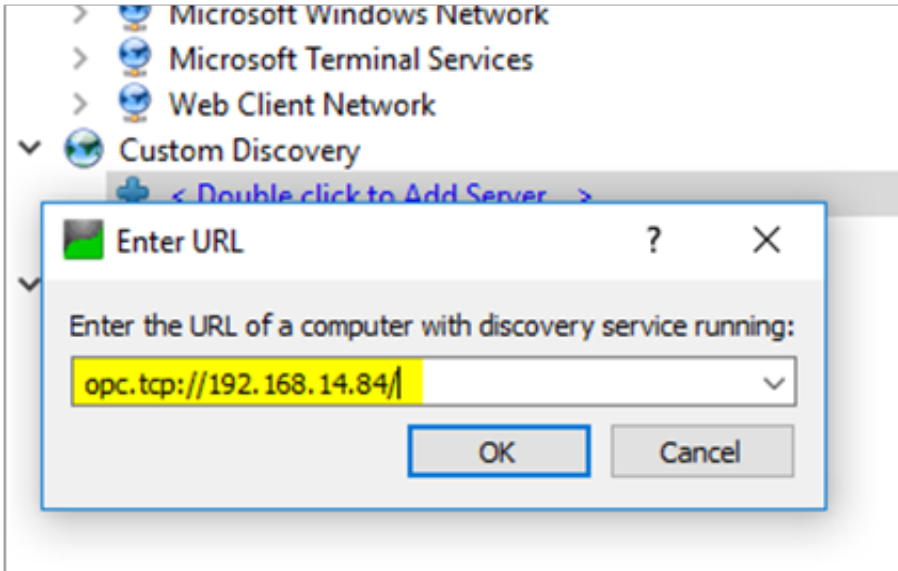 Microsoft Windows Network
Microsoft Terminal Services
Web Client Network
Custom Discovery
< Double click to Add Server... >
Enter URL
?
Enter the URL of a computer with discovery service running:
opc.tcp://192.168.14.84/
OK
Cancel